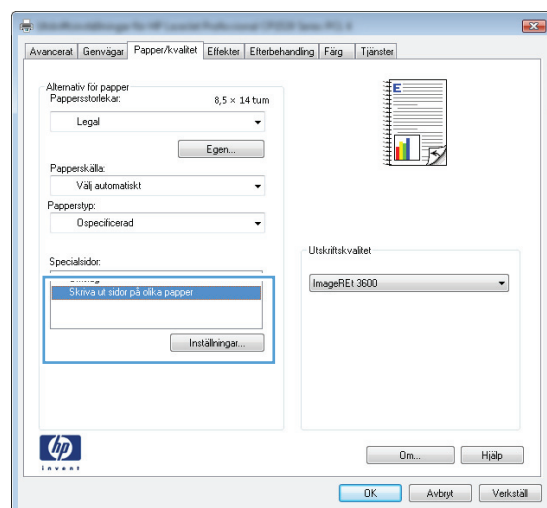 Avancerat Genvägar Papper/kvalitet Effekter Efterbehandling Färg Tjänster
Alternativ för papper
Pappersstorlekar: 8,5 × 14 tum
Legal
Egen...
Papperskälla:
Välj automatiskt
Papperstyp:
Ospecificerad
Specialsidor:
Skriva ut sidor på olika papper
Inställningar...
E
Utskriftskvalitet
ImageREt 3600
hp
invent
Om... Hjälp
OK Avbryt Verkställ